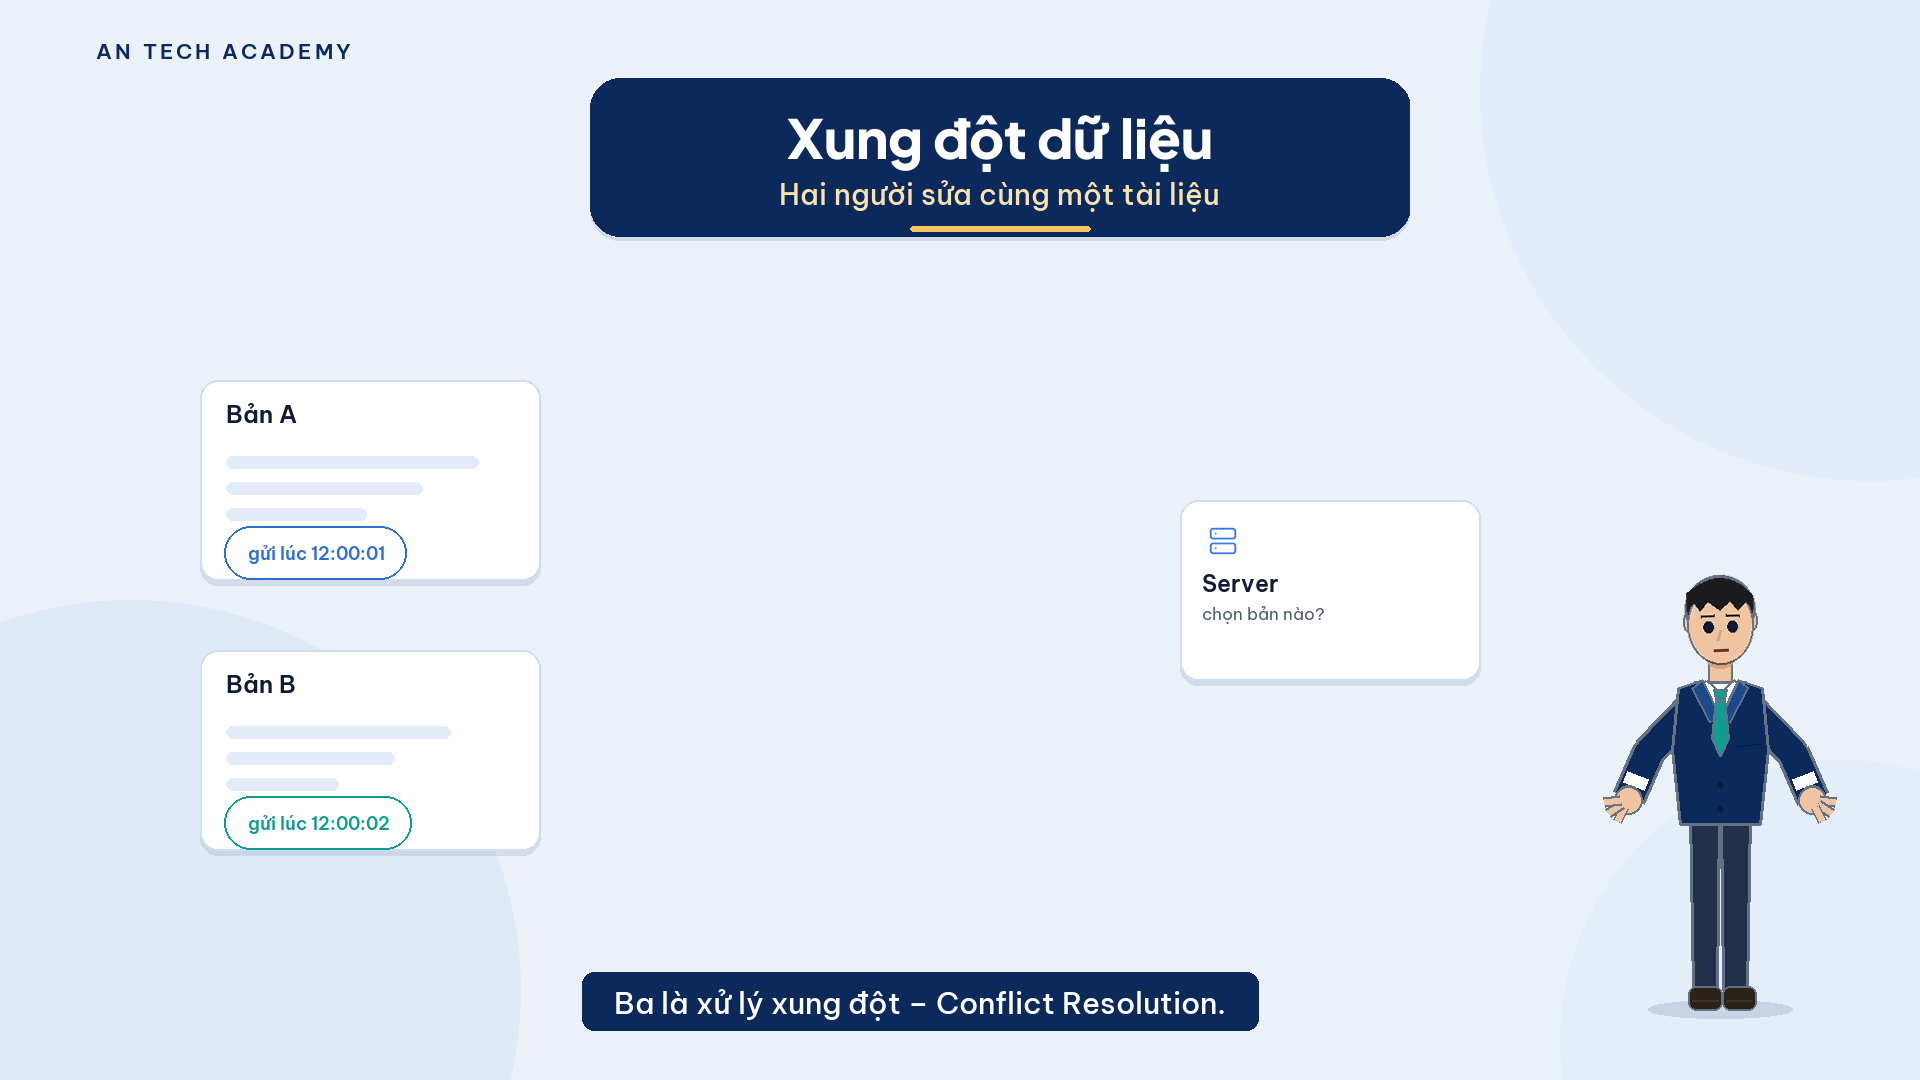 AN TECH ACADEMY
Xung đột dữ liệu
Hai người sửa cùng một tài liệu
Bản A
gửi lúc 12:00:01
Server
chọn bản nào?
Bản B
gửi lúc 12:00:02
Ba là xử lý xung đột – Conflict Resolution.